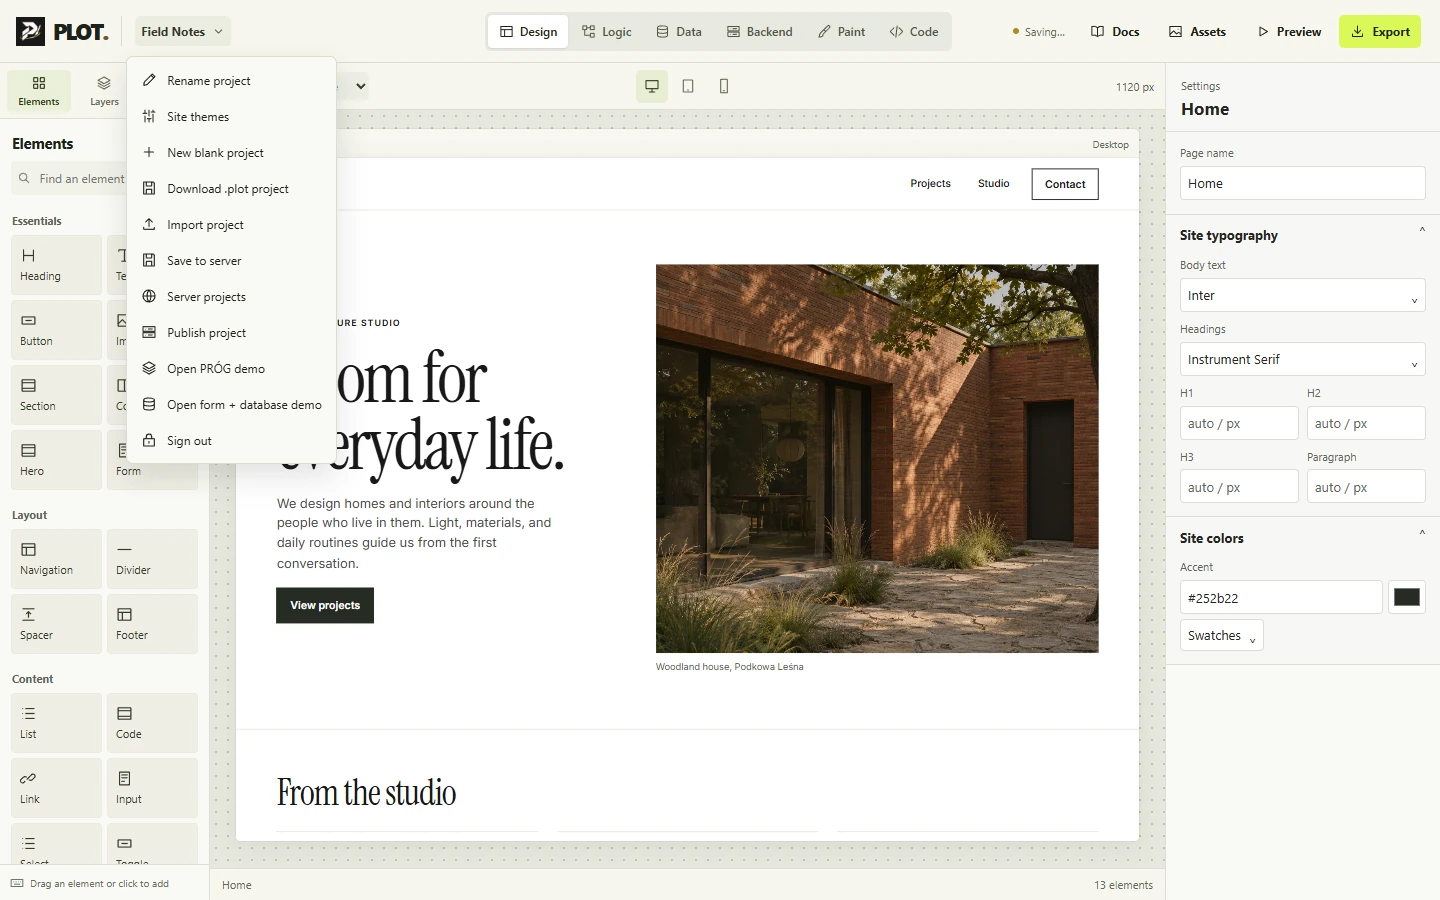 PLOT.
Field Notes
Design
Logic
Data
Backend
Paint
Code
Saving...
Docs
Assets
Preview
Export
Elements
Layers
Rename project
Site themes
New blank project
Download .plot project
Import project
Save to server
Server projects
Publish project
Open PRÓG demo
Open form + database demo
Sign out
1120 px
Elements
Find an element
Essentials
Heading
Button
Section
Hero
Form
Layout
Navigation
Divider
Spacer
Footer
Content
List
Code
Link
Input
Select
Toggle
Drag an element or click to add
Desktop
Projects
Studio
Contact
URE STUDIO
om for
everyday life.
We design homes and interiors around the
people who live in them. Light, materials, and
daily routines guide us from the first
conversation.
View projects
Woodland house, Podkowa Leśna
From the studio
Home
13 elements
Settings
Home
Page name
Home
Site typography
Body text
Inter
Headings
Instrument Serif
H1
H2
auto / px
auto / px
H3
Paragraph
auto / px
auto / px
Site colors
Accent
#252b22
Swatches